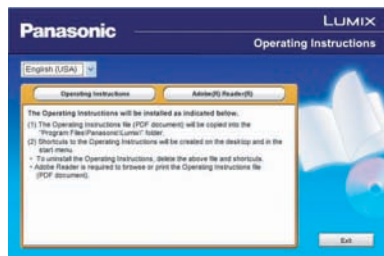 Panasonic
LUMIX
Operating Instructions
English (USA)
Operating Instructions
Adobe(R) Reader(R)
The Operating Instructions will be installed as indicated below.
(1) The Operating Instructions file (PDF document) will be copied into the
"Program Files\Panasonic\Lumix\" folder.
(2) Shortcuts to the Operating Instructions will be created on the desktop and in the
start menu.
• To uninstall the Operating Instructions, delete the above file and shortcuts.
• Adobe Reader is required to browse or print the Operating Instructions file
(PDF document).
Exit